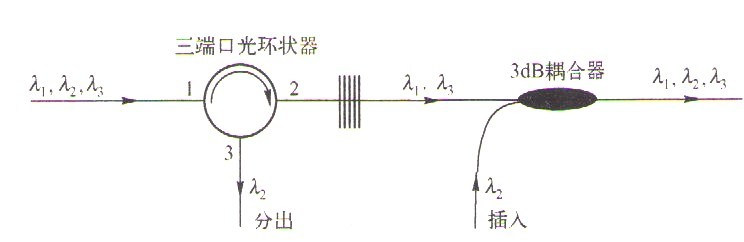 三端口光环状器
3dB耦合器
λ1, λ2, λ3
1
2
λ1, λ3
λ1, λ2, λ3
3
λ2
λ2
分出
插入